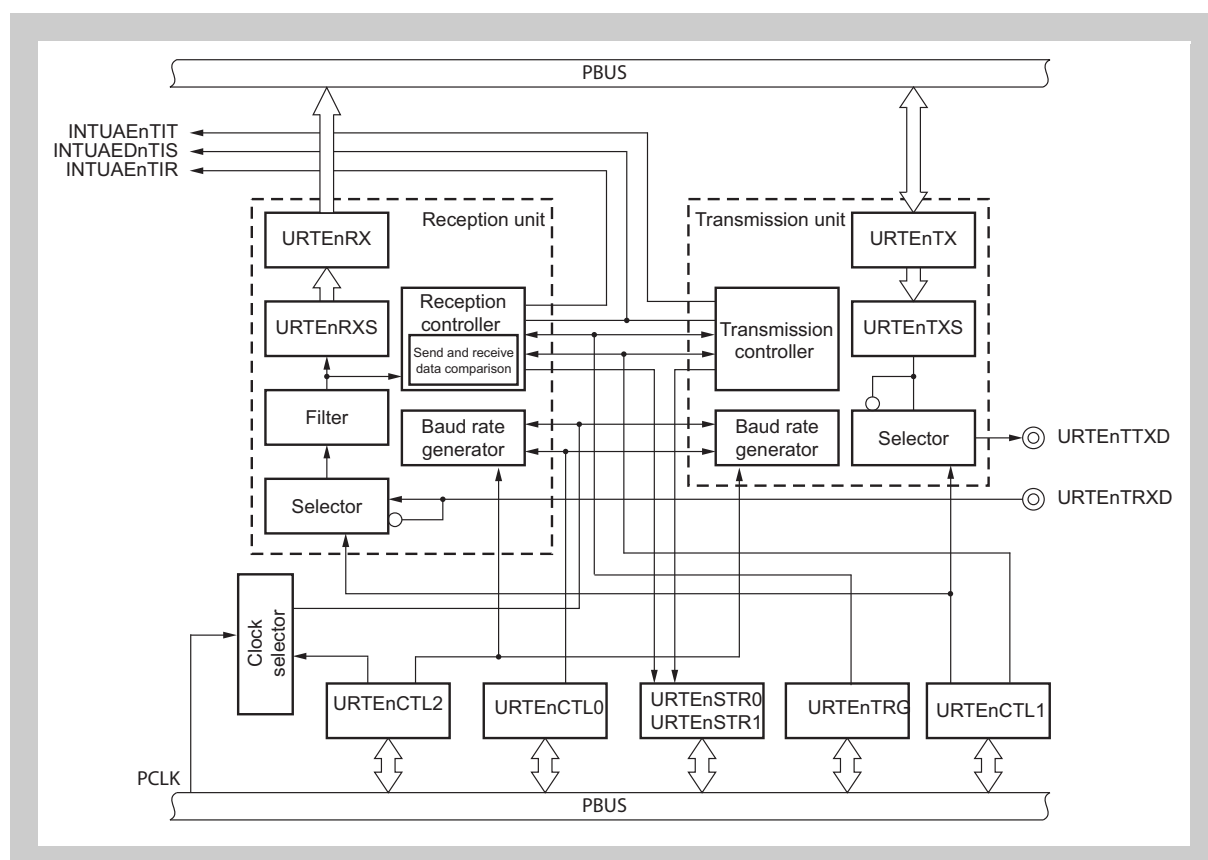 PBUS
INTUAEnTIT
INTUAEDnTIS
INTUAEnTIR
Reception unit
Transmission unit
URTEnRX
URTEnTX
URTEnRXS
Reception
controller
Send and receive
data comparison
Transmission
controller
URTEnTXS
Filter
Baud rate
generator
Baud rate
generator
Selector
URTEnTTXD
Selector
URTEnTRXD
Clock
selector
URTEnCTL2
URTEnCTL0
URTEnSTR0
URTEnSTR1
URTEnTRG
URTEnCTL1
PCLK
PBUS